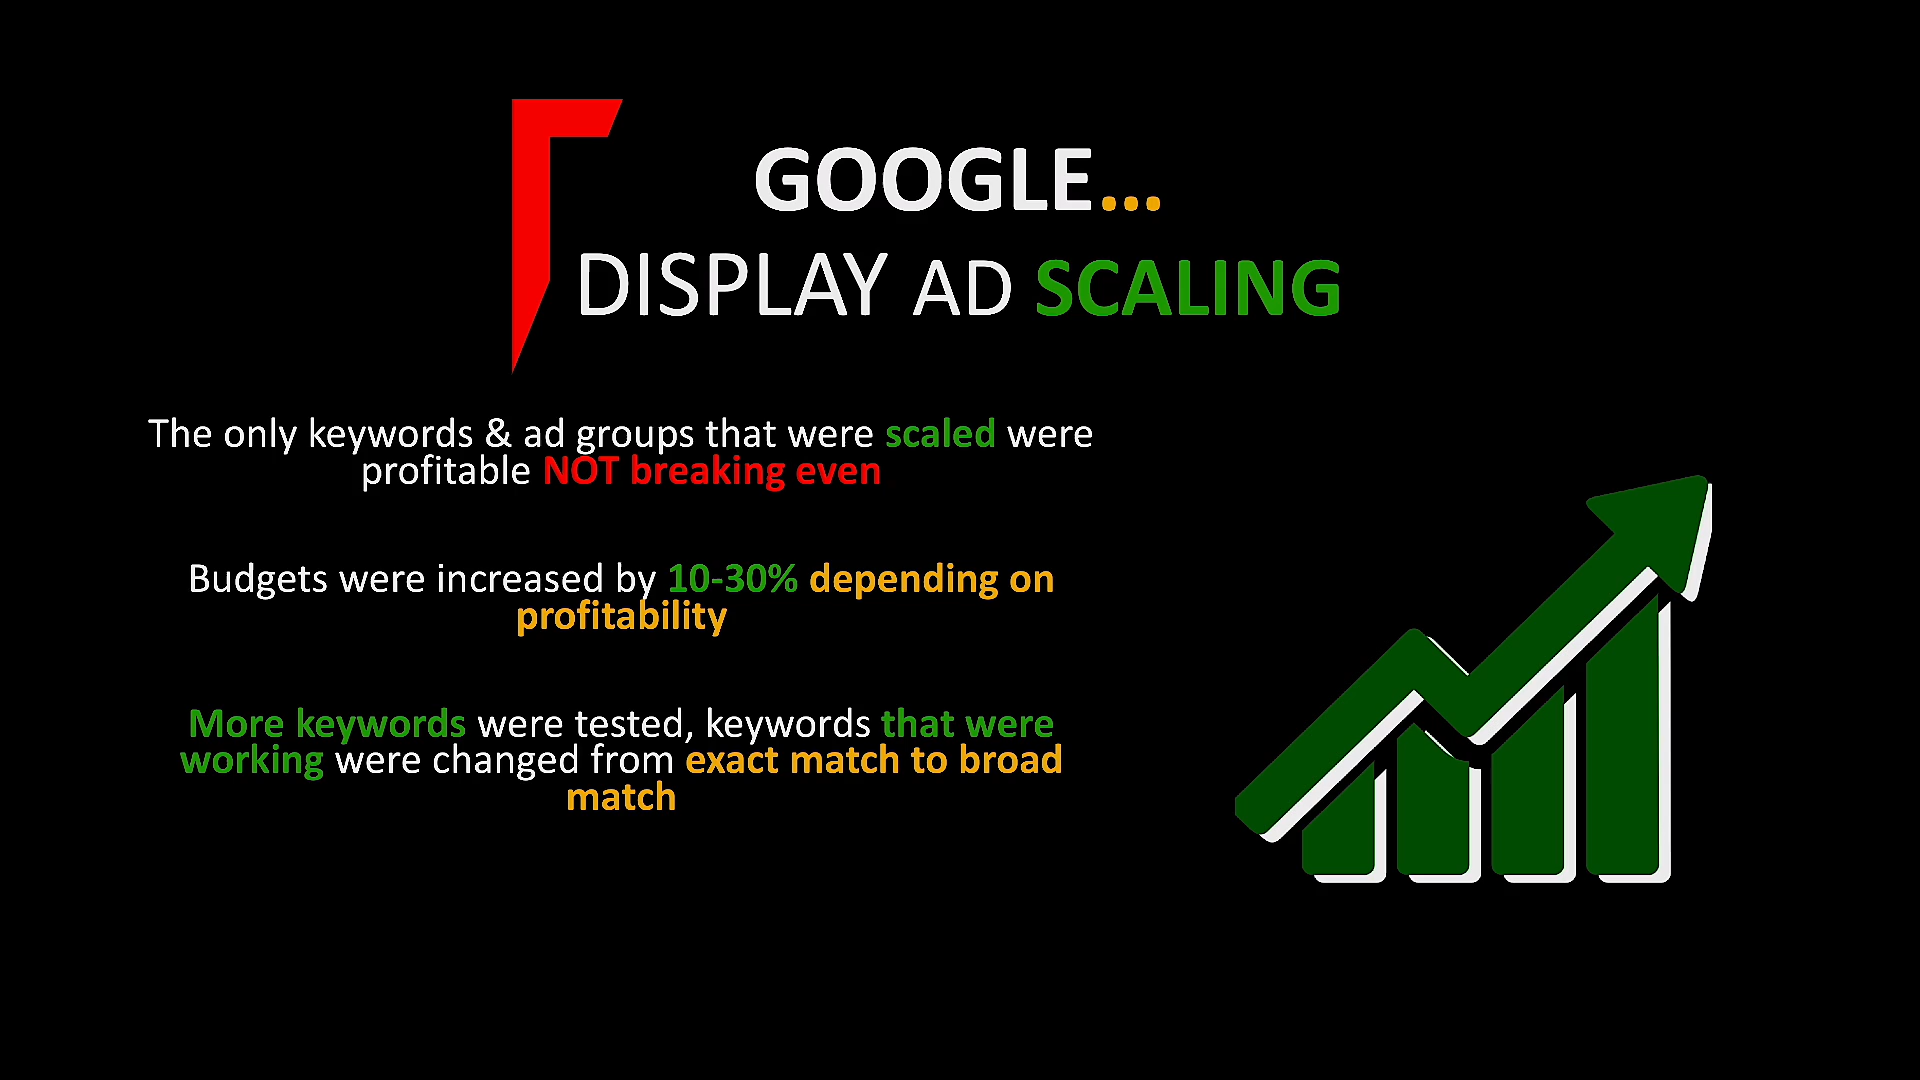 GOOGLE...
DISPLAY AD SCALING
The only keywords & ad groups that were scaled were
profitable NOT breaking even
Budgets were increased by 10-30% depending on
profitability
More keywords were tested, keywords that were
working were changed from exact match to broad
match